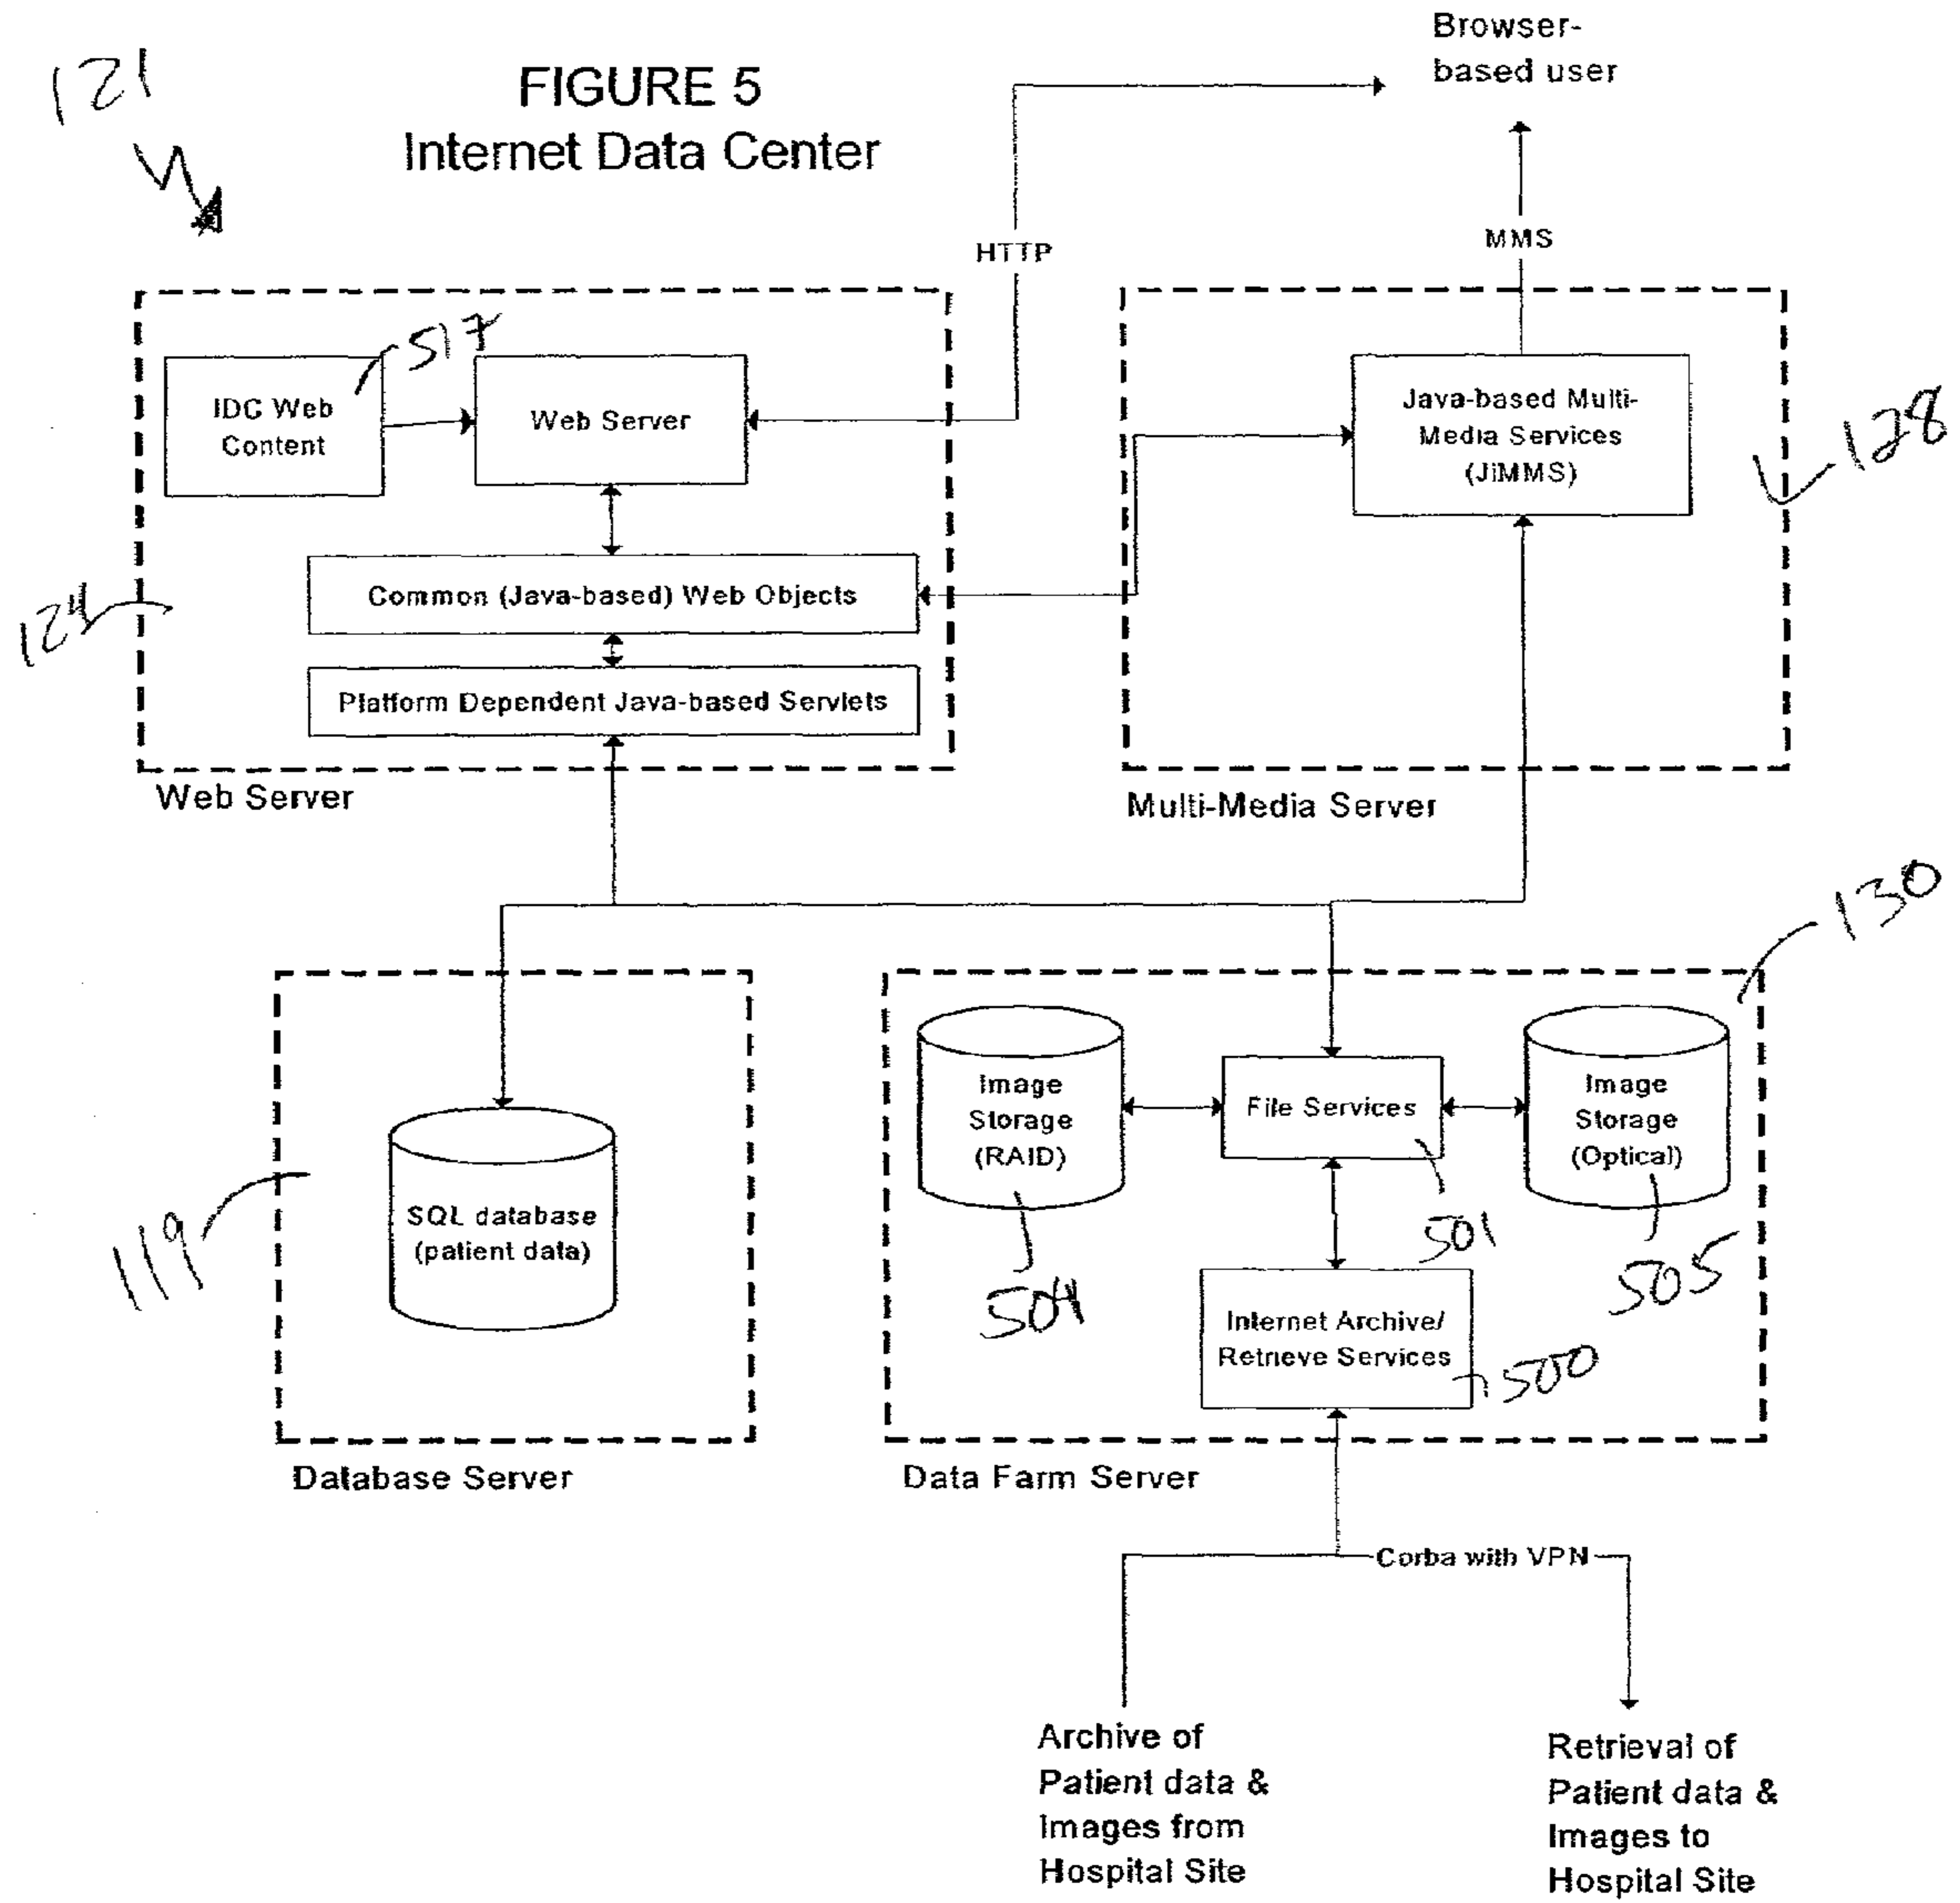 121
FIGURE 5
Internet Data Center
Browser-
based user
HTTP
MMS
517
IDC Web
Content
Web Server
Java-based Multi-
Media Services
(JiMMS)
128
Common (Java-based) Web Objects
124
Platform Dependent Java-based Servlets
Web Server
Multi-Media Server
130
Image
Storage
(RAID)
File Services
Image
Storage
(Optical)
119
SQL database
(patient data)
504
501
505
Internet Archive/
Retrieve Services
500
Database Server
Data Farm Server
Corba with VPN
Archive of
Patient data &
Images from
Hospital Site
Retrieval of
Patient data &
Images to
Hospital Site